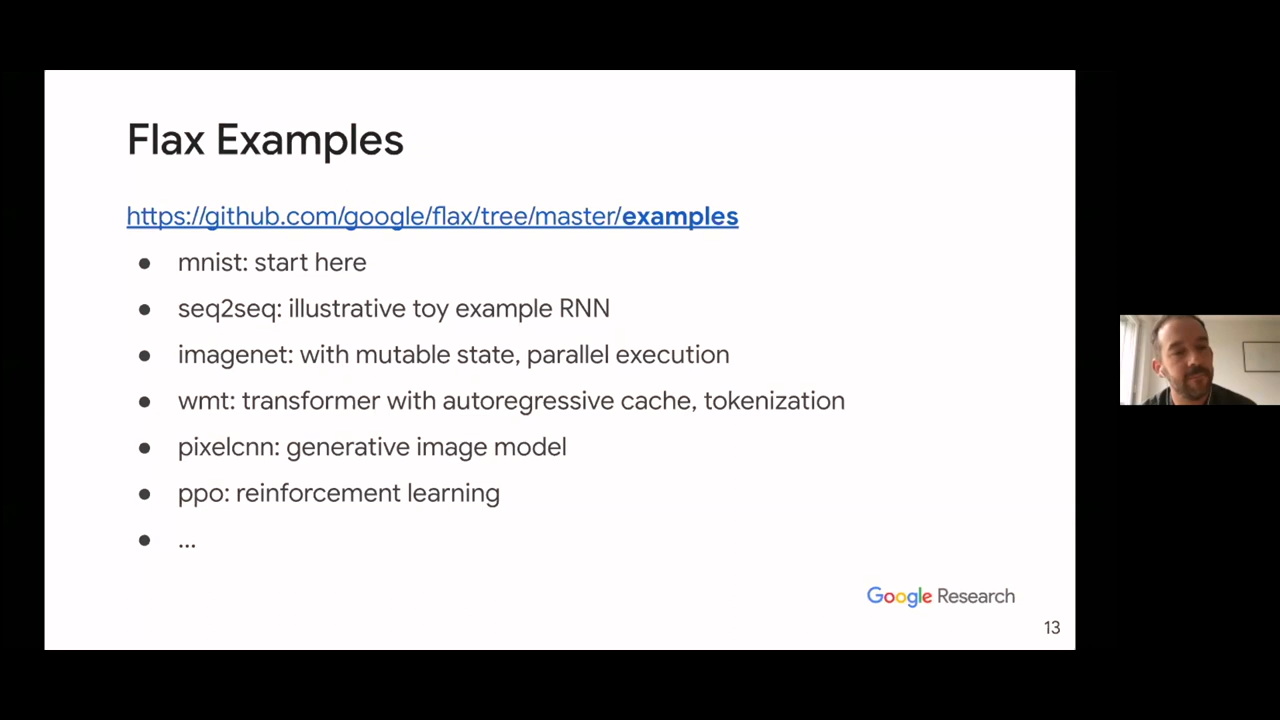 Flax Examples
https://github.com/google/flax/tree/master/examples
● mnist: start here
● seq2seq: illustrative toy example RNN
● imagenet: with mutable state, parallel execution
● wmt: transformer with autoregressive cache, tokenization
● pixelcnn: generative image model
● ppo: reinforcement learning
● ...
Google Research
13